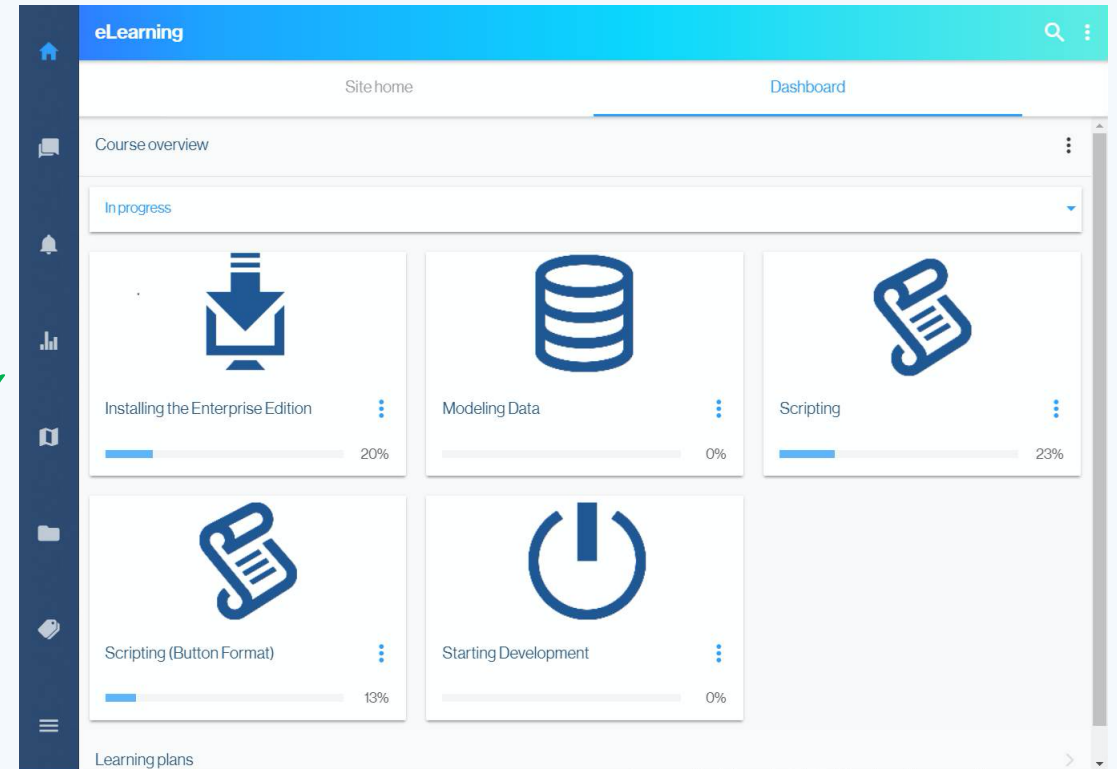 eLearning
Site home
Dashboard
Course overview
In progress
Installing the Enterprise Edition
20%
Modeling Data
0%
Scripting
23%
Scripting (Button Format)
13%
Starting Development
0%
Learning plans